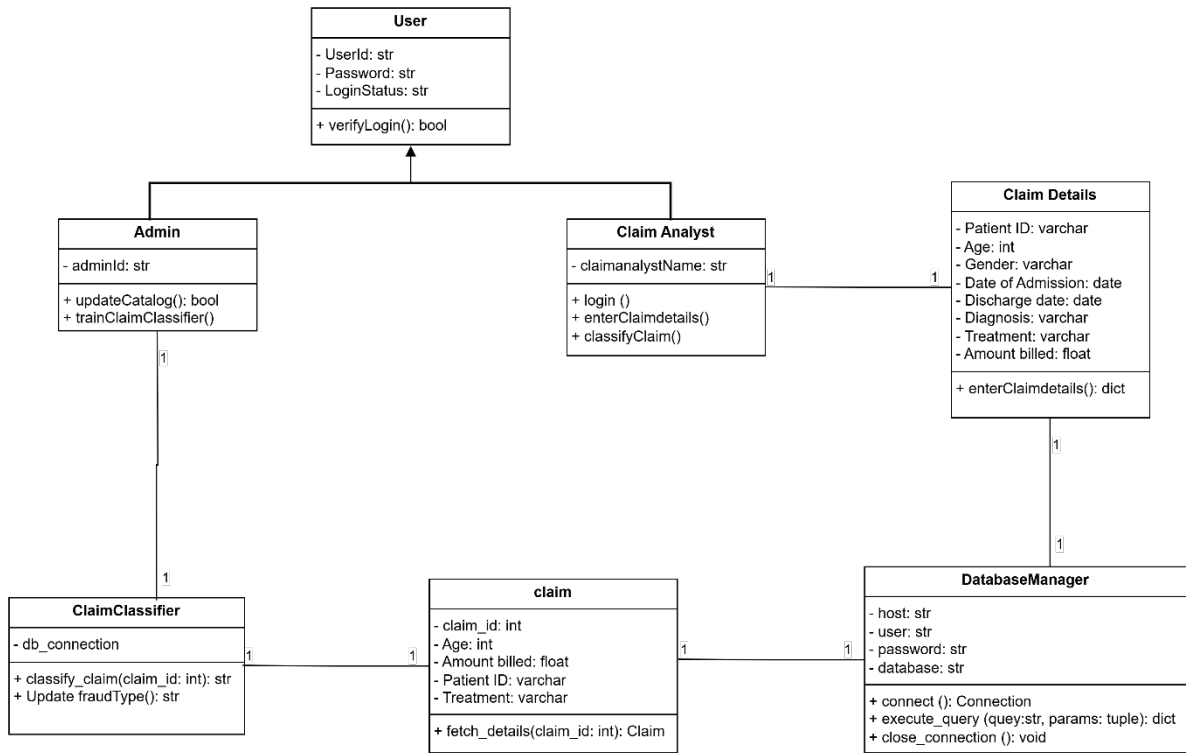 User
- UserId: str
- Password: str
- LoginStatus: str
+ verifyLogin(): bool
Admin
- adminId: str
+ updateCatalog(): bool
+ trainClaimClassifier()
1
Claim Analyst
- claimanalystName: str
+ login ()
+ enterClaimdetails()
+ classifyClaim()
1
1
Claim Details
- Patient ID: varchar
- Age: int
- Gender: varchar
- Date of Admission: date
- Discharge date: date
- Diagnosis: varchar
- Treatment: varchar
- Amount billed: float
+ enterClaimdetails(): dict
1
1
1
ClaimClassifier
- db_connection
+ classify_claim(claim_id: int): str
+ Update fraudType(): str
1
1
claim
- claim_id: int
- Age: int
- Amount billed: float
- Patient ID: varchar
- Treatment: varchar
+ fetch_details(claim_id: int): Claim
1
1
DatabaseManager
- host: str
- user: str
- password: str
- database: str
+ connect (): Connection
+ execute_query (quey:str, params: tuple): dict
+ close_connection (): void